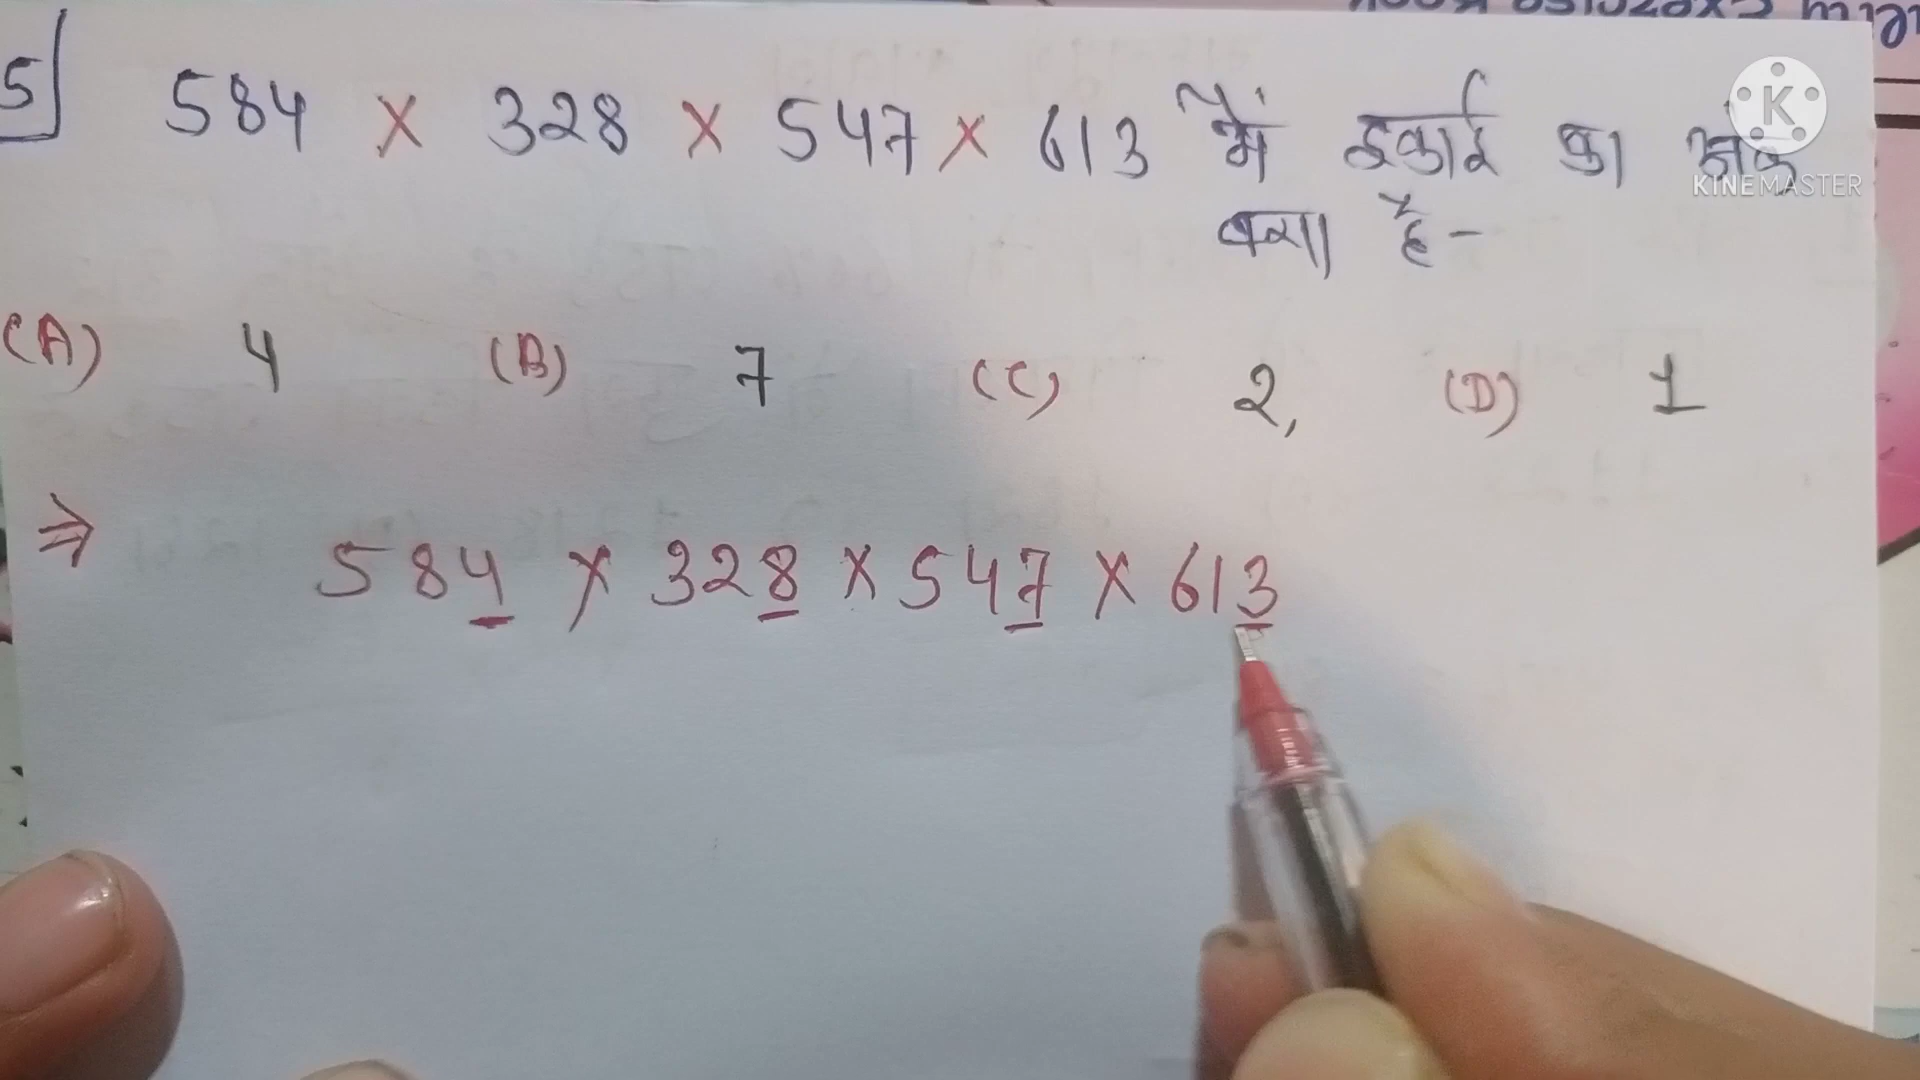 5 584 × 328 × 547 × 613 में इकाई का अंक
क्या है -
(A) 4 (B) 7 (C) 2, (D) 1
⇒ 584 × 328 × 547 × 613
K
KINEMASTER